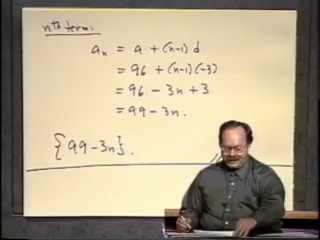 nth term:
aₙ = a + (n-1) d
= 96 + (n-1)(-3)
= 96 - 3n + 3
= 99 - 3n.
{99-3n}.